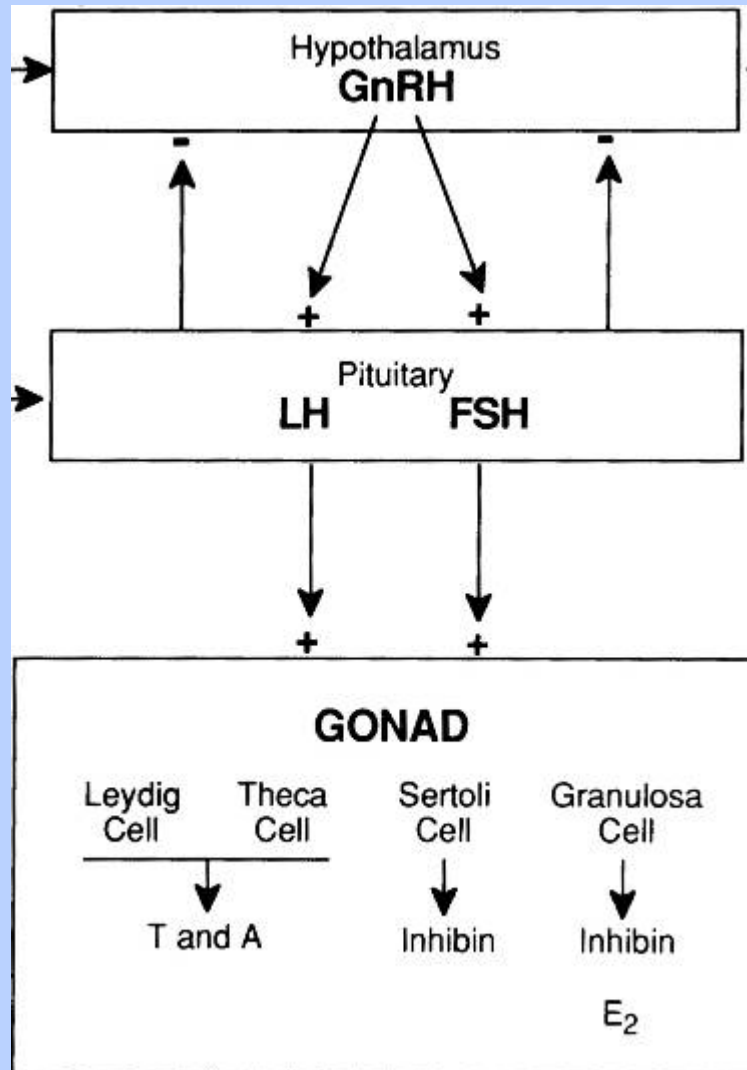 Hypothalamus
GnRH
- -
+ +
Pituitary
LH FSH
+ +
GONAD
Leydig Theca Sertoli Granulosa
Cell Cell Cell Cell
T and A Inhibin Inhibin
E₂